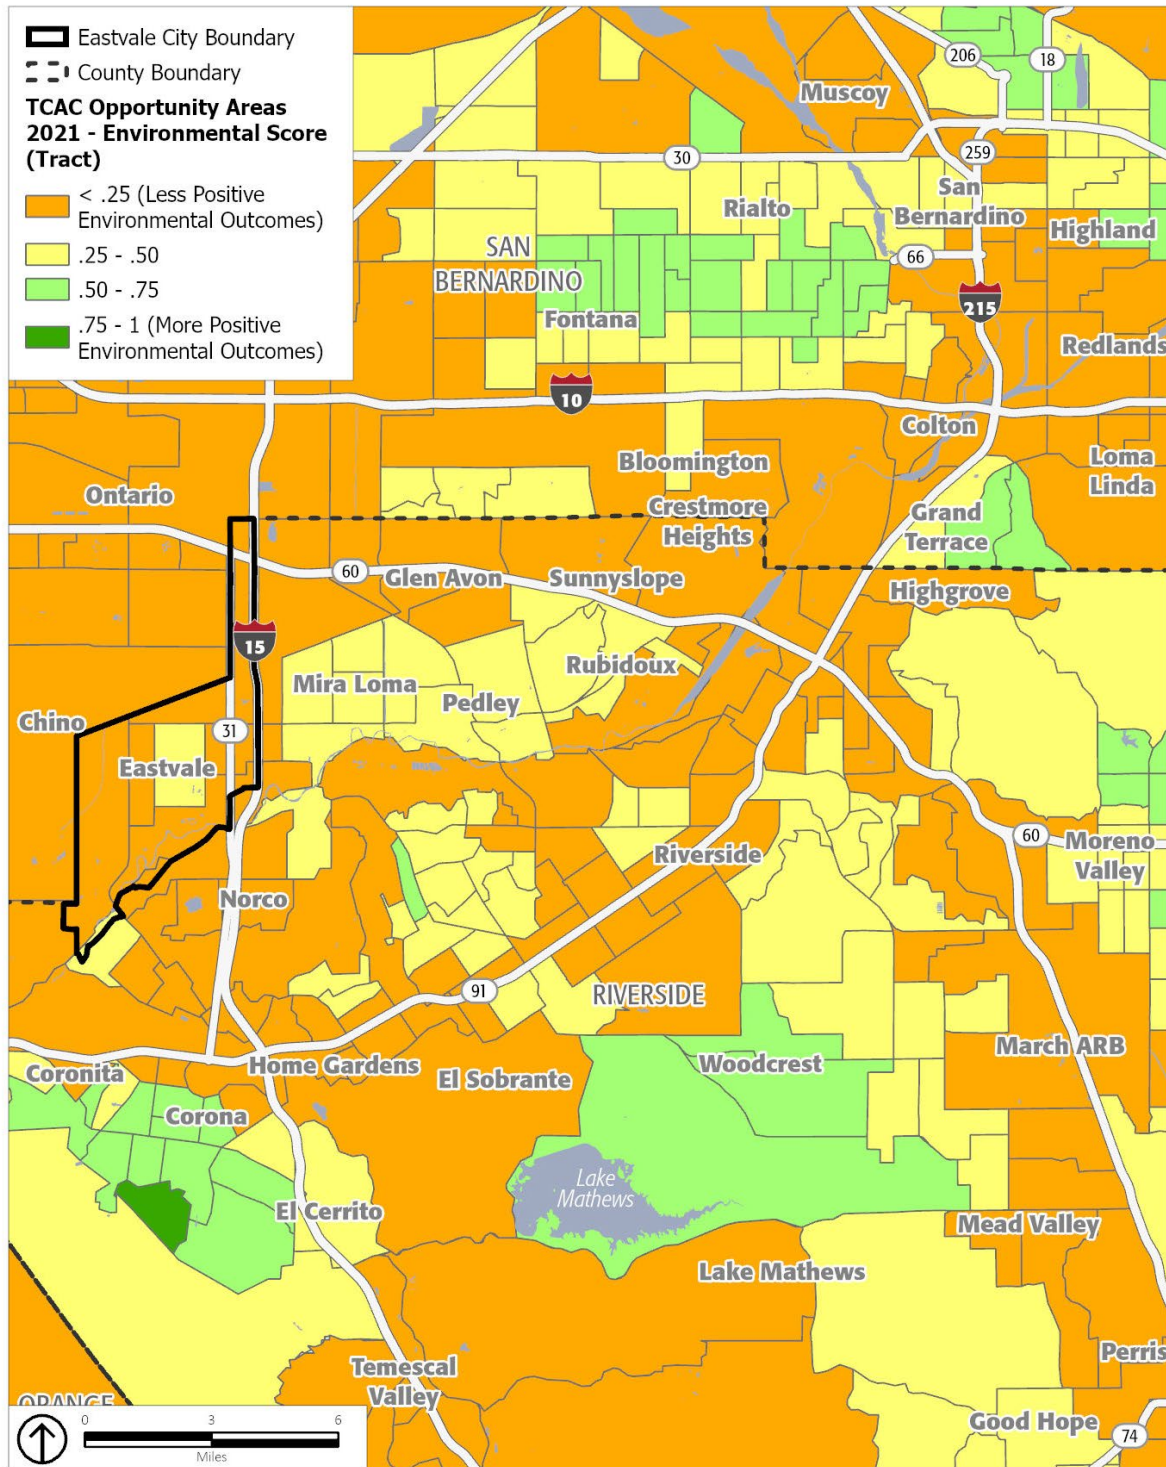 Eastvale City Boundary
County Boundary
TCAC Opportunity Areas
2021 - Environmental Score
(Tract)
< .25 (Less Positive
Environmental Outcomes)
.25 - .50
.50 - .75
.75 - 1 (More Positive
Environmental Outcomes)
206
18
Muscoy
30
259
San
Bernardino
Rialto
Highland
SAN
BERNARDINO
66
215
Fontana
Redlands
10
Colton
Bloomington
Loma
Linda
Ontario
Crestmore
Heights
Grand
Terrace
60
Glen Avon
Sunnyslope
Highgrove
15
Rubidoux
Mira Loma
Pedley
Chino
31
Eastvale
60
Moreno
Valley
Riverside
Norco
91
RIVERSIDE
March ARB
Woodcrest
Home Gardens
Coronita
El Sobrante
Corona
Lake
Mathews
El Cerrito
Mead Valley
Lake Mathews
Perris
Temescal
Valley
ORANGE
Good Hope
74
0 3 6
Miles